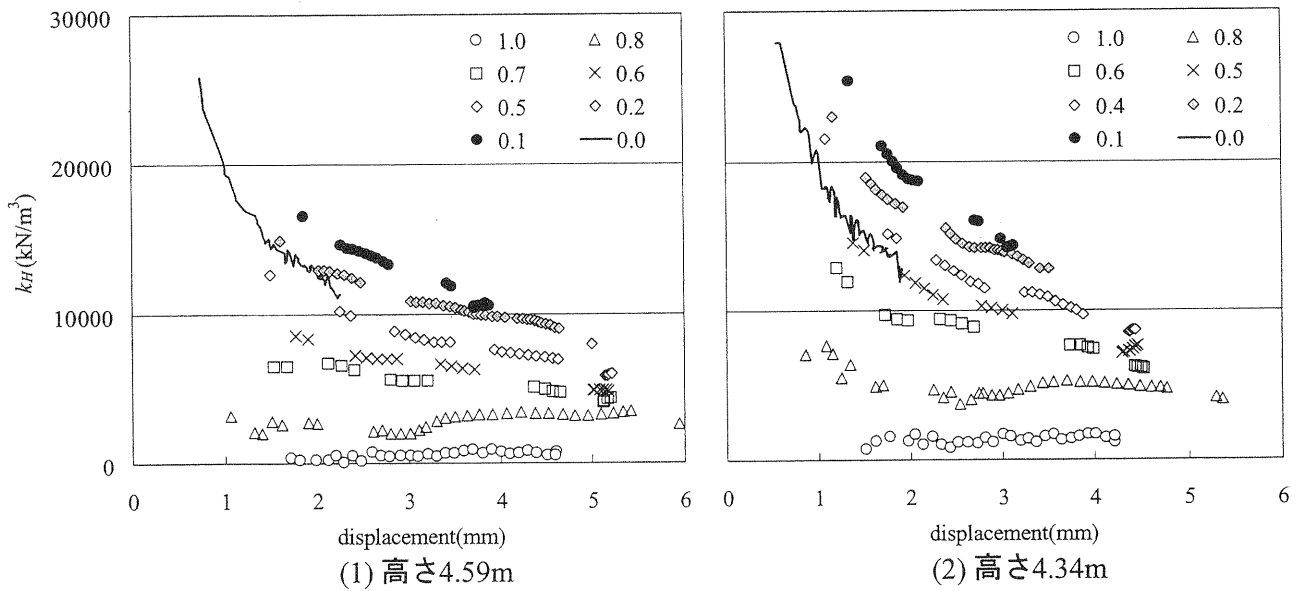 30000
20000
10000
0
k_H (kN/m³)
1.0 0.8
0.7 0.6
0.5 0.2
0.1 0.0
0 1 2 3 4 5 6
displacement(mm)
(1) 高さ4.59m
1.0 0.8
0.6 0.5
0.4 0.2
0.1 0.0
0 1 2 3 4 5 6
displacement(mm)
(2) 高さ4.34m